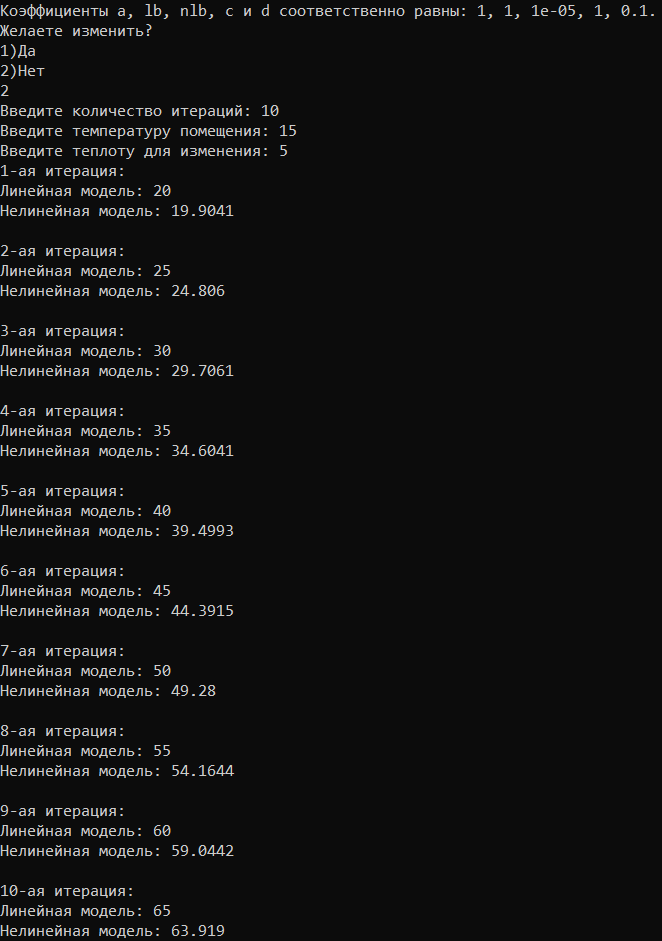 Коэффициенты a, lb, nlb, c и d соответственно равны: 1, 1, 1e-05, 1, 0.1.
Желаете изменить?
1)Да
2)Нет
2
Введите количество итераций: 10
Введите температуру помещения: 15
Введите теплоту для изменения: 5
1-ая итерация:
Линейная модель: 20
Нелинейная модель: 19.9041
2-ая итерация:
Линейная модель: 25
Нелинейная модель: 24.806
3-ая итерация:
Линейная модель: 30
Нелинейная модель: 29.7061
4-ая итерация:
Линейная модель: 35
Нелинейная модель: 34.6041
5-ая итерация:
Линейная модель: 40
Нелинейная модель: 39.4993
6-ая итерация:
Линейная модель: 45
Нелинейная модель: 44.3915
7-ая итерация:
Линейная модель: 50
Нелинейная модель: 49.28
8-ая итерация:
Линейная модель: 55
Нелинейная модель: 54.1644
9-ая итерация:
Линейная модель: 60
Нелинейная модель: 59.0442
10-ая итерация:
Линейная модель: 65
Нелинейная модель: 63.919